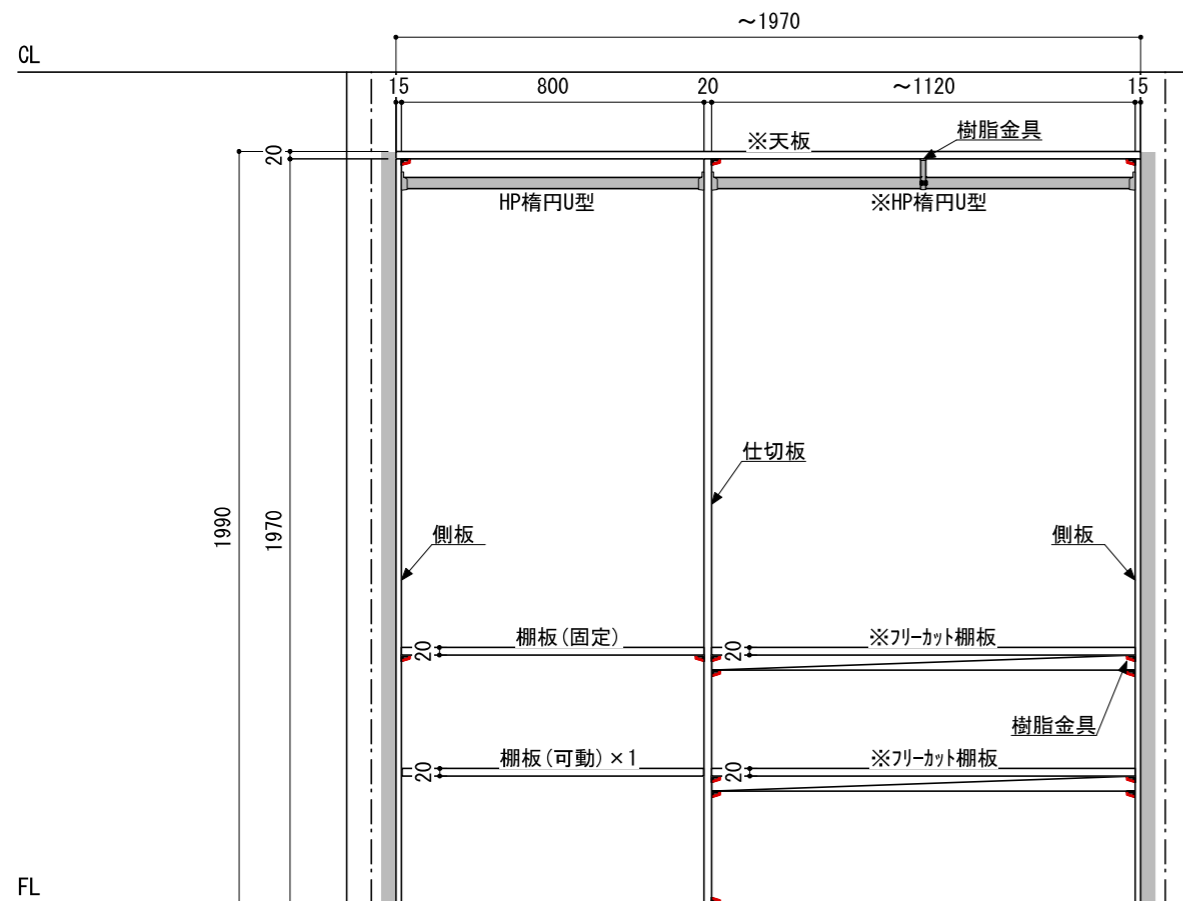 ～1970
CL
15
800
20
～1120
15
20
※天板
樹脂金具
HP楕円U型
※HP楕円U型
仕切板
1990
1970
側板
側板
棚板(固定)
※フリーカット棚板
20
20
樹脂金具
棚板(可動)×1
※フリーカット棚板
20
20
FL